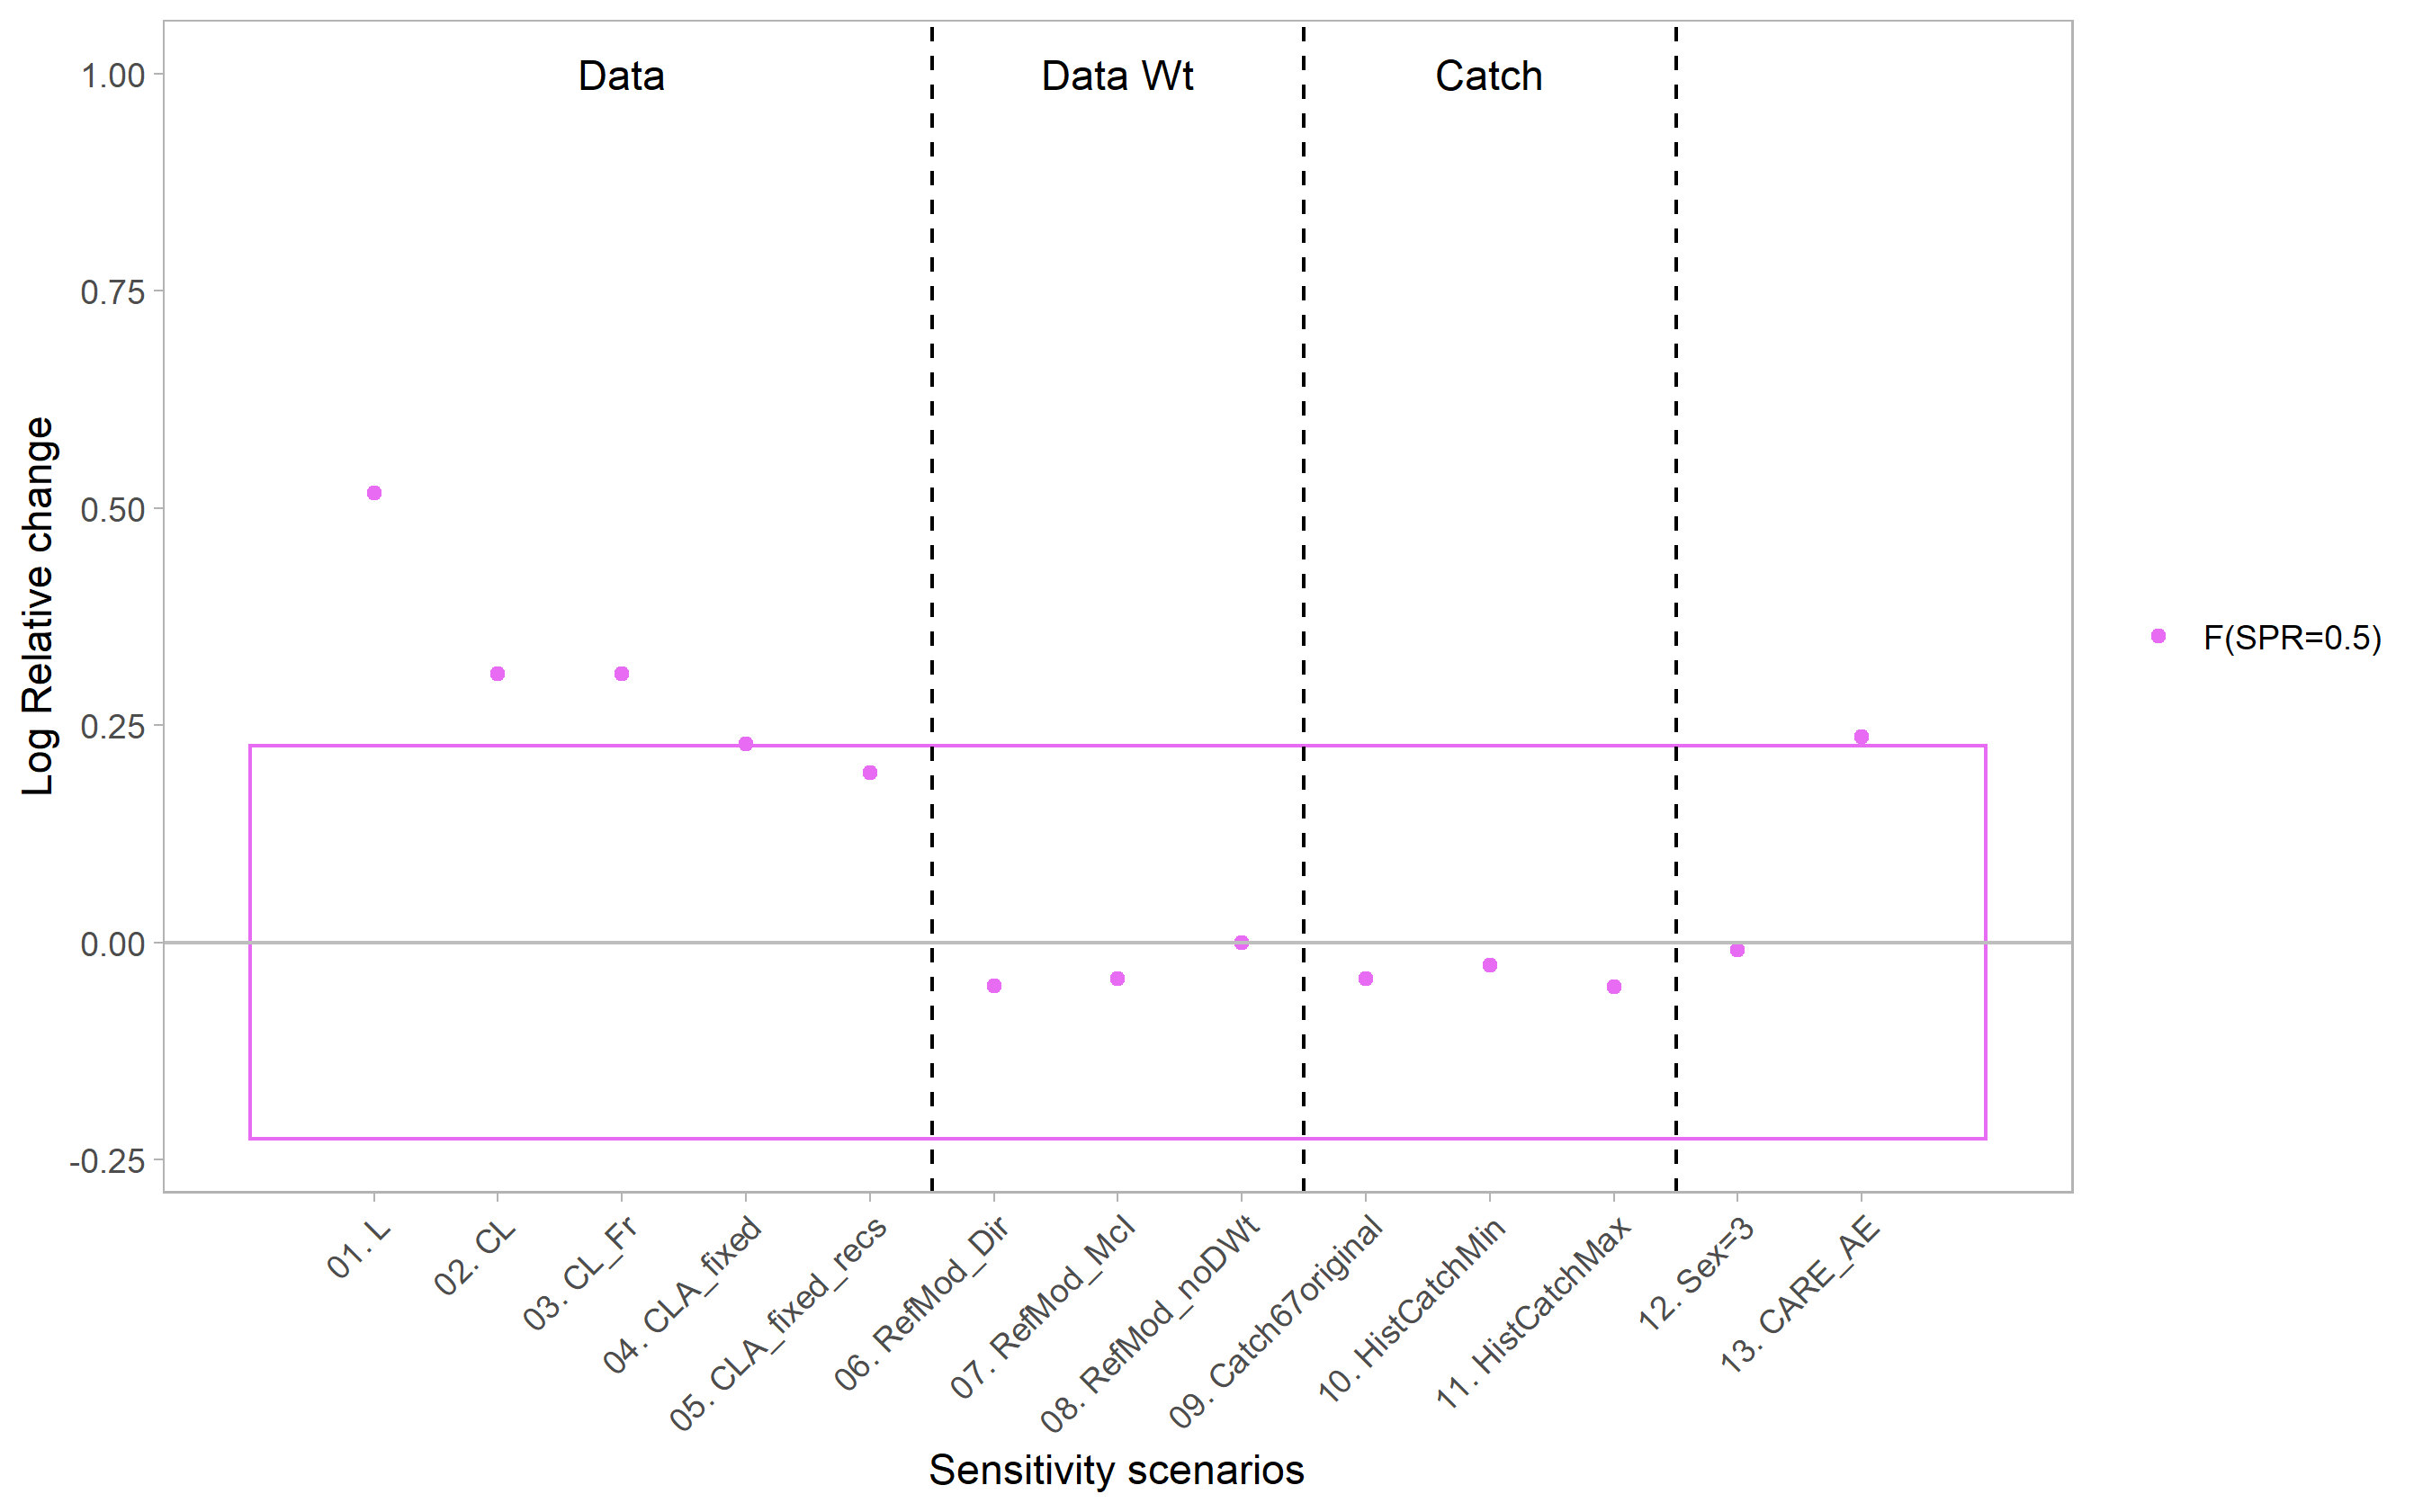 Data
Data Wt
Catch
1.00
0.75
0.50
0.25
0.00
-0.25
Log Relative change
F(SPR=0.5)
01. L
02. CL
03. CL_Fr
04. CLA_fixed
05. CLA_fixed_recs
06. RefMod_Dir
07. RefMod_McI
08. RefMod_noDWt
09. Catch67original
10. HistCatchMin
11. HistCatchMax
12. Sex=3
13. CARE_AE
Sensitivity scenarios